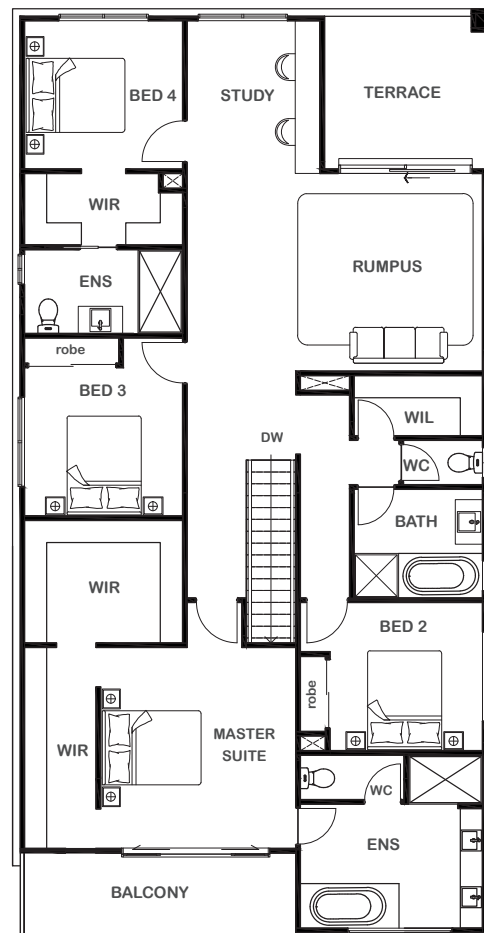 BED 4
STUDY
TERRACE
WIR
RUMPUS
ENS
robe
BED 3
WIL
DW
WC
BATH
WIR
BED 2
robe
MASTER
SUITE
WIR
WC
ENS
BALCONY